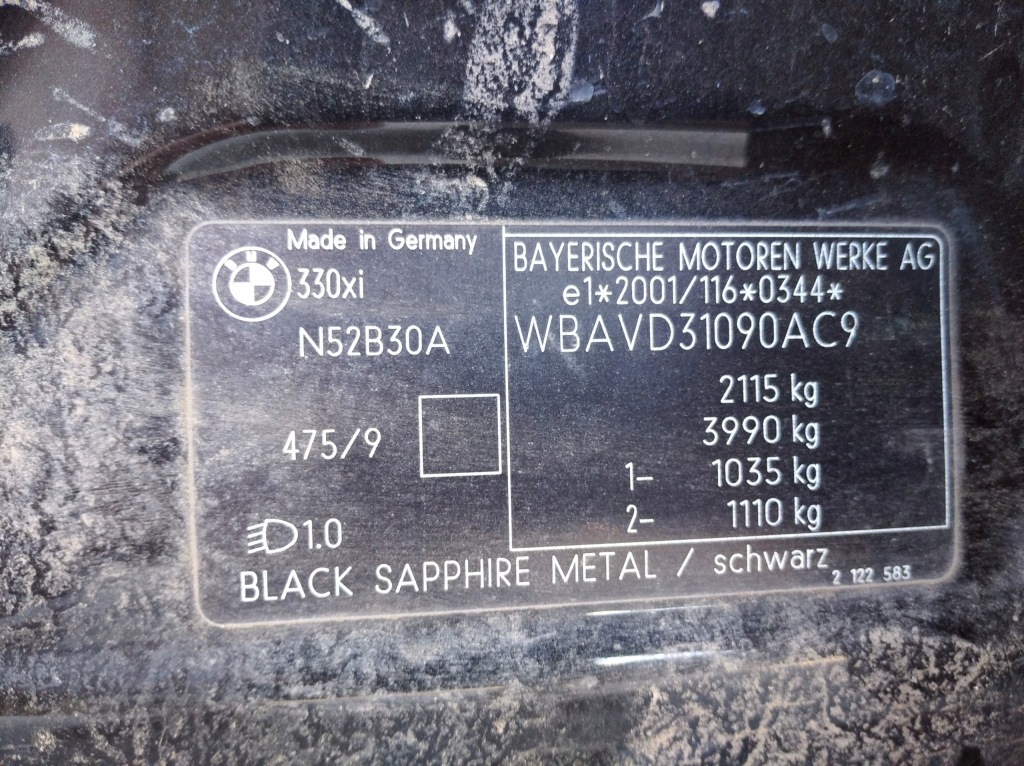 Made in Germany
BMW
330xi
N52B30A
475/9
1.0
BAYERISCHE MOTOREN WERKE AG
e1*2001/116*0344*
WBAVD31090AC9
2115 kg
3990 kg
1- 1035 kg
2- 1110 kg
BLACK SAPPHIRE METAL / schwarz
2 122 583